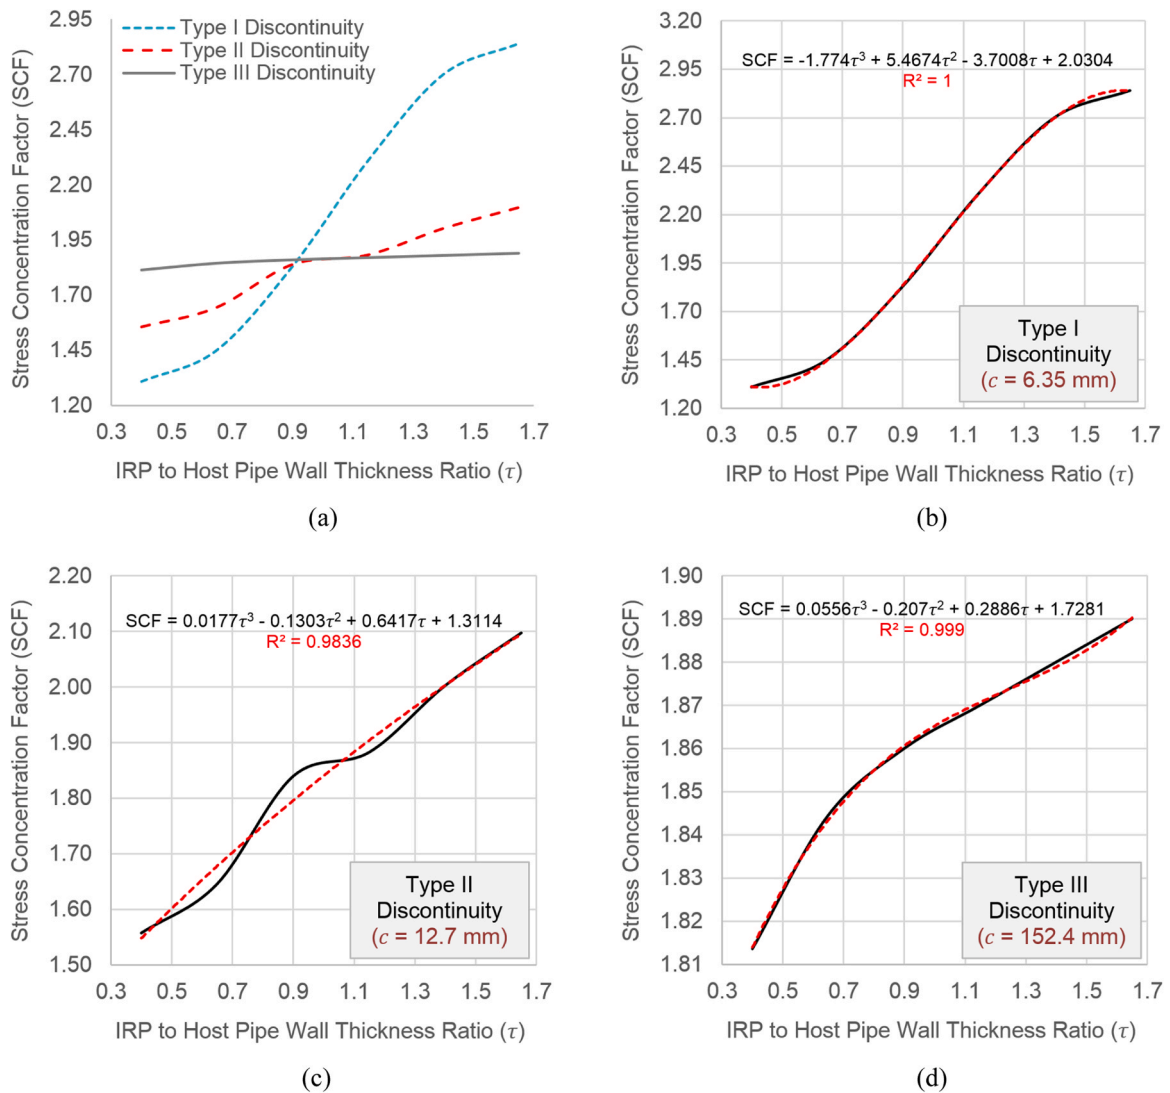 Stress Concentration Factor (SCF)
2.95
2.70
2.45
2.20
1.95
1.70
1.45
1.20
Type I Discontinuity
Type II Discontinuity
Type III Discontinuity
0.3 0.5 0.7 0.9 1.1 1.3 1.5 1.7
IRP to Host Pipe Wall Thickness Ratio (τ)
(a)
Stress Concentration Factor (SCF)
3.20
2.95
2.70
2.45
2.20
1.95
1.70
1.45
1.20
SCF = -1.774τ³ + 5.4674τ² - 3.7008τ + 2.0304
R² = 1
Type I
Discontinuity
(c = 6.35 mm)
0.3 0.5 0.7 0.9 1.1 1.3 1.5 1.7
IRP to Host Pipe Wall Thickness Ratio (τ)
(b)
Stress Concentration Factor (SCF)
2.20
2.10
2.00
1.90
1.80
1.70
1.60
1.50
SCF = 0.0177τ³ - 0.1303τ² + 0.6417τ + 1.3114
R² = 0.9836
Type II
Discontinuity
(c = 12.7 mm)
0.3 0.5 0.7 0.9 1.1 1.3 1.5 1.7
IRP to Host Pipe Wall Thickness Ratio (τ)
(c)
Stress Concentration Factor (SCF)
1.90
1.89
1.88
1.87
1.86
1.85
1.84
1.83
1.82
1.81
SCF = 0.0556τ³ - 0.207τ² + 0.2886τ + 1.7281
R² = 0.999
Type III
Discontinuity
(c = 152.4 mm)
0.3 0.5 0.7 0.9 1.1 1.3 1.5 1.7
IRP to Host Pipe Wall Thickness Ratio (τ)
(d)